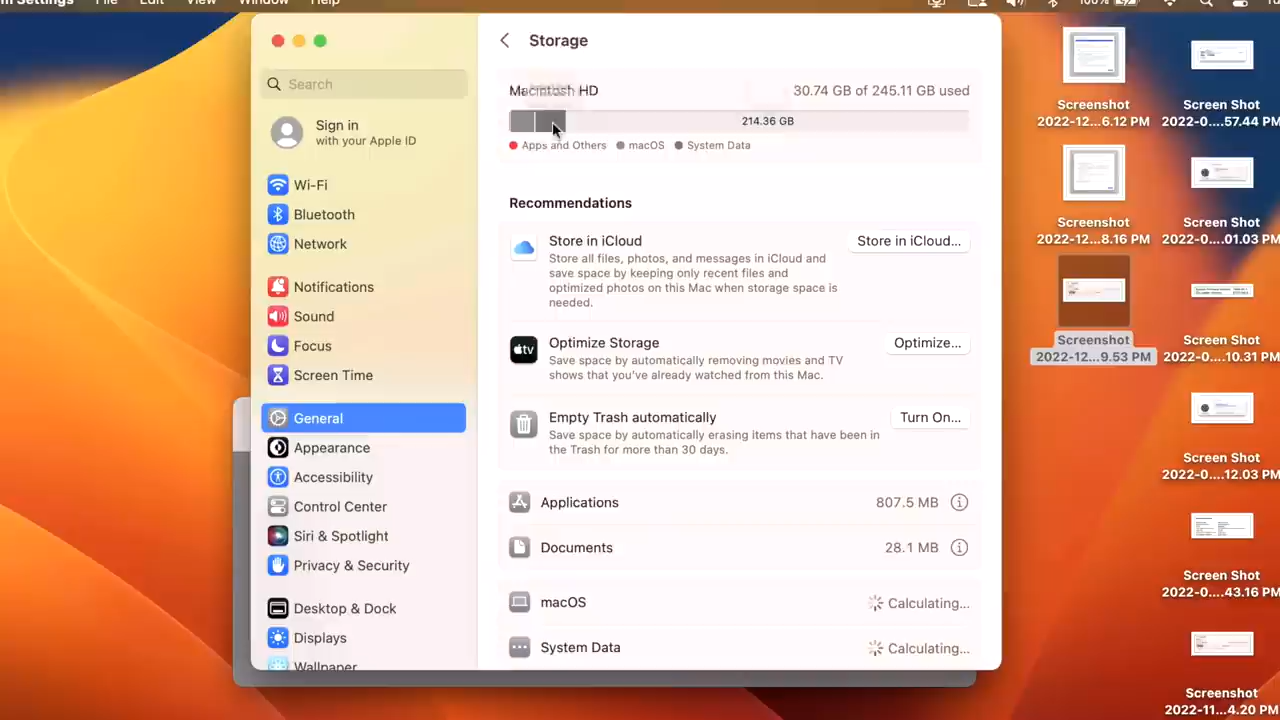 Settings File Edit View Window Help 100%
Storage
Search
Sign in
with your Apple ID
Wi-Fi
Bluetooth
Network
Notifications
Sound
Focus
Screen Time
General
Appearance
Accessibility
Control Center
Siri & Spotlight
Privacy & Security
Desktop & Dock
Displays
Wallpaper
Macintosh HD
30.74 GB of 245.11 GB used
214.36 GB
Apps and Others macOS System Data
Recommendations
Store in iCloud
Store in iCloud...
Store all files, photos, and messages in iCloud and
save space by keeping only recent files and
optimized photos on this Mac when storage space is
needed.
tv
Optimize Storage
Optimize...
Save space by automatically removing movies and TV
shows that you've already watched from this Mac.
Empty Trash automatically
Turn On...
Save space by automatically erasing items that have been in
the Trash for more than 30 days.
Applications 807.5 MB
Documents 28.1 MB
macOS Calculating...
System Data Calculating...
Screenshot
2022-12...6.12 PM
Screenshot
2022-12...8.16 PM
Screenshot
2022-12...9.53 PM
Screen Shot
2022-0....57.44 PM
Screen Shot
2022-0....01.03 PM
Screen Shot
2022-0....10.31 PM
Screen Shot
2022-0....12.03 PM
Screen Shot
2022-0....43.16 PM
Screenshot
2022-11....4.20 PM